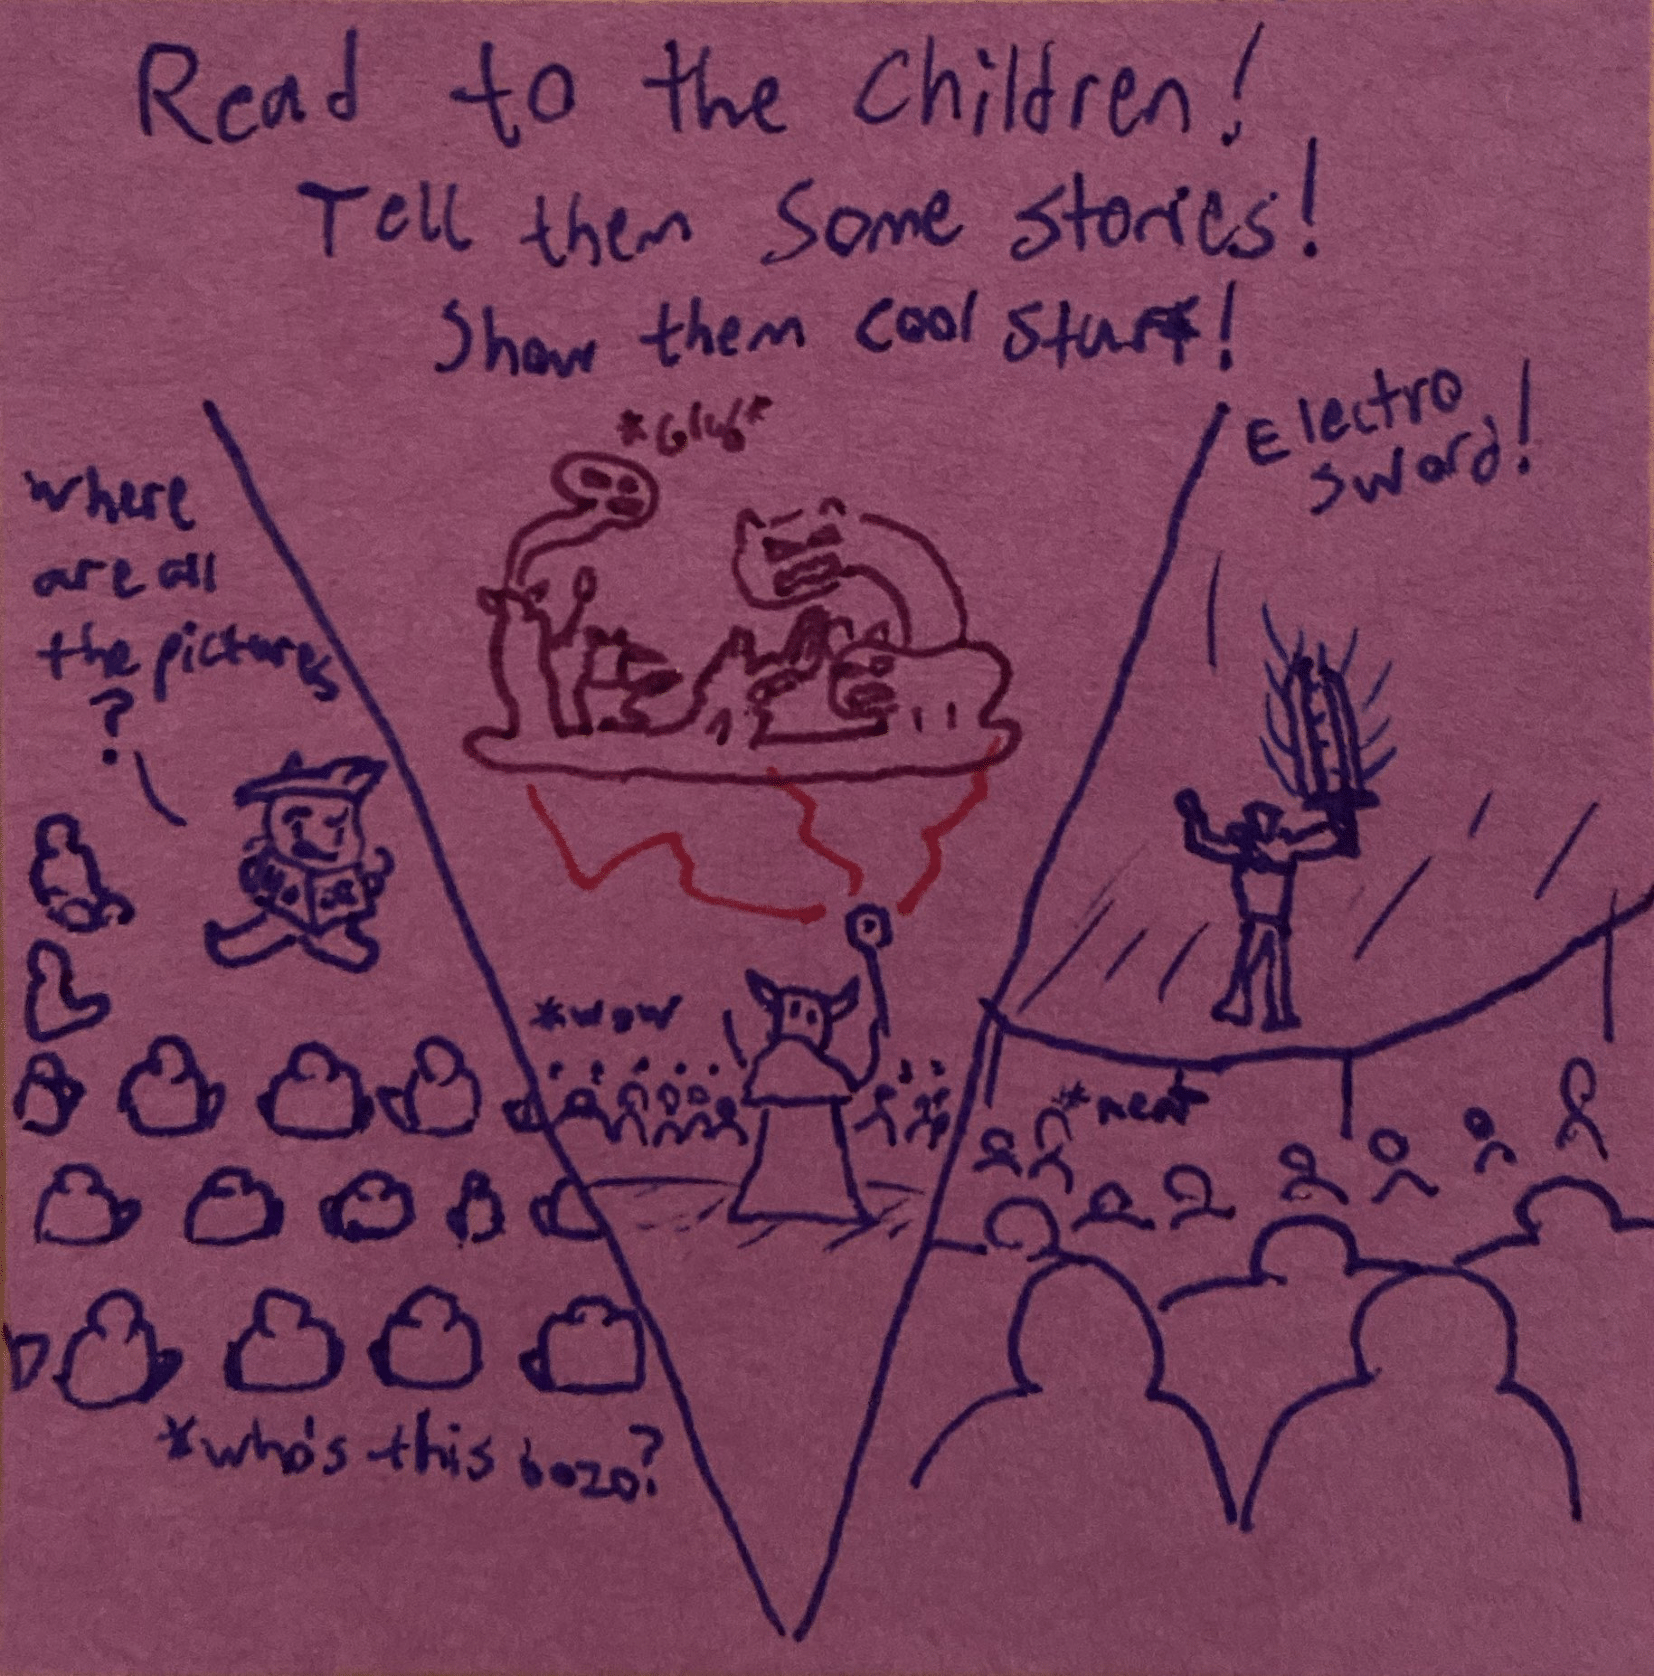 Read to the Children!
Tell them some stories!
Show them cool stuff!
*Glub*
Electro
sword!
where
are all
the pictures
?
*wow
*neat
*who's this bozo?